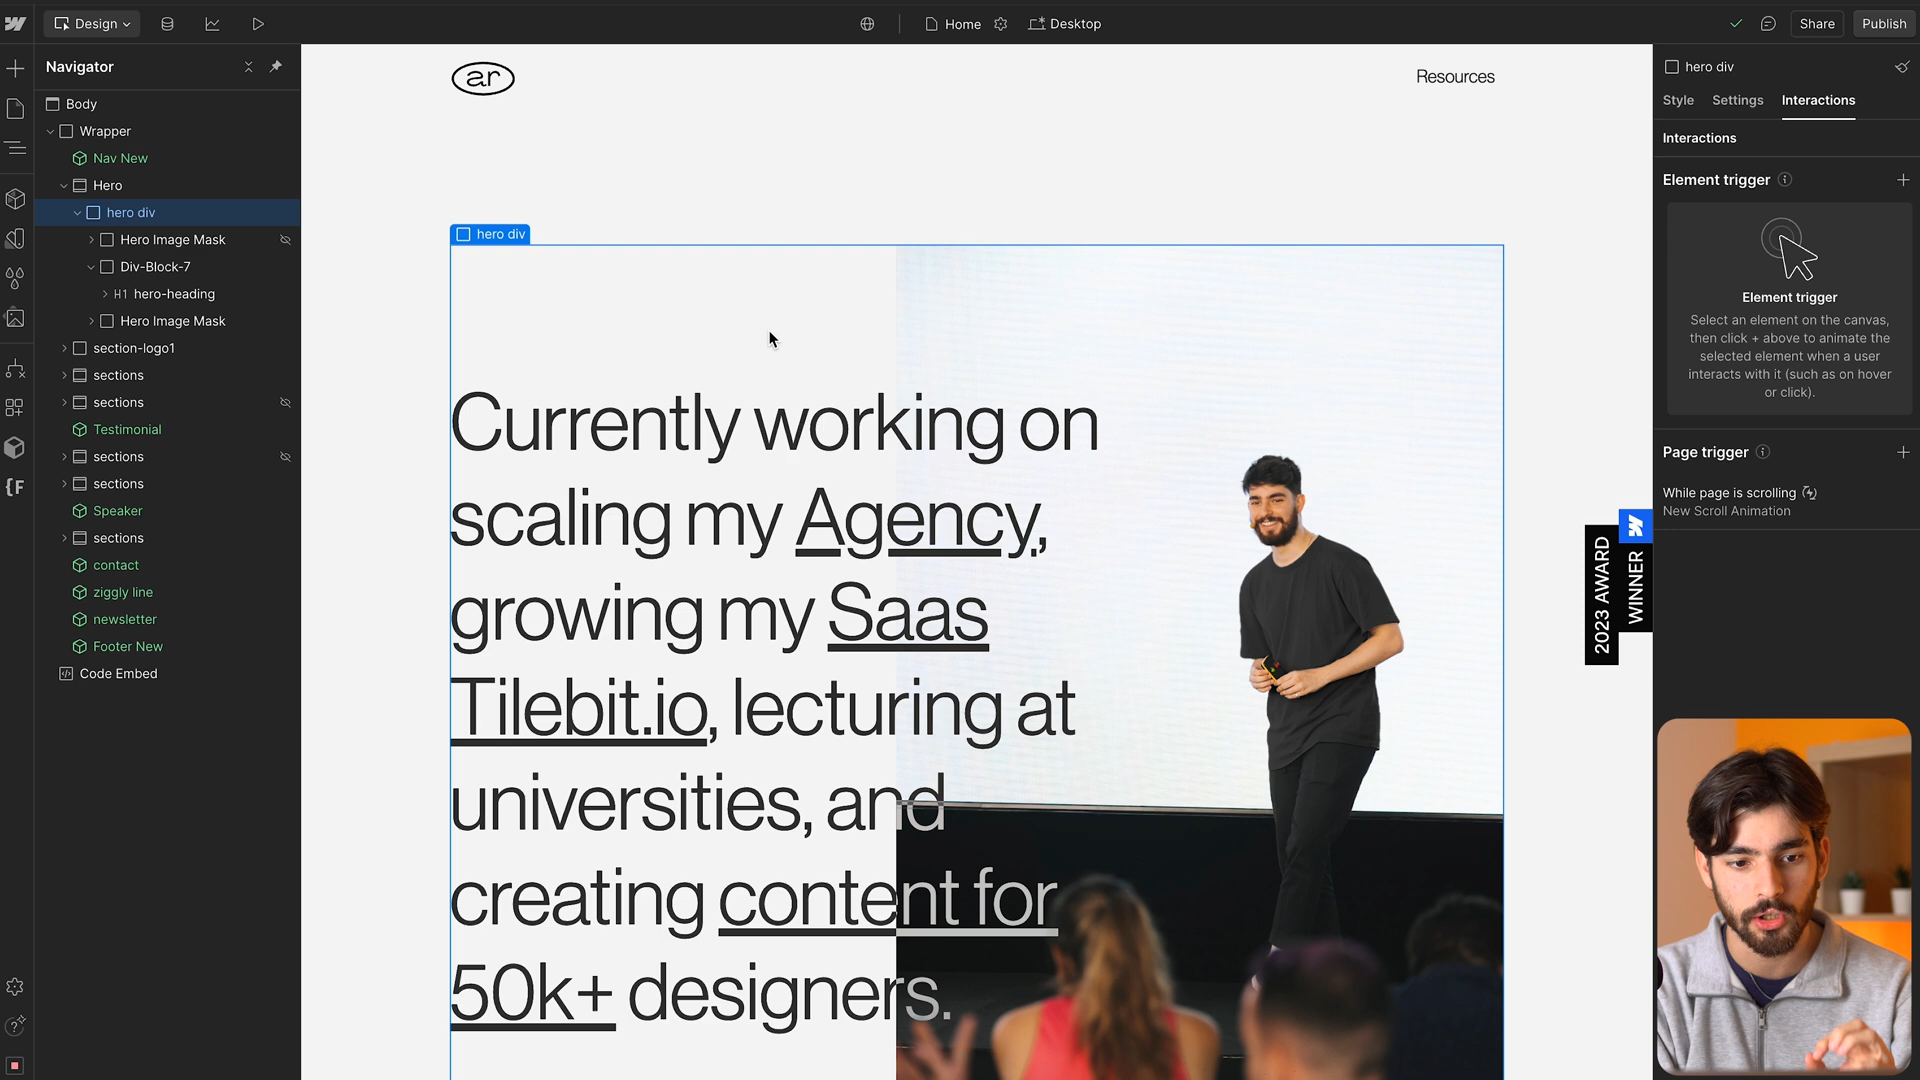 Design
Home
Desktop
Share
Publish
Navigator
Body
Wrapper
Nav New
Hero
hero div
Hero Image Mask
Div-Block-7
H1 hero-heading
Hero Image Mask
section-logo1
sections
sections
Testimonial
sections
sections
Speaker
sections
contact
ziggly line
newsletter
Footer New
Code Embed
ar
Resources
hero div
Currently working on
scaling my Agency,
growing my Saas
Tilebit.io, lecturing at
universities, and
creating content for
50k+ designers.
2023 AWARD
WINNER
hero div
Style Settings Interactions
Interactions
Element trigger
Element trigger
Select an element on the canvas,
then click + above to animate the
selected element when a user
interacts with it (such as on hover
or click).
Page trigger
While page is scrolling
New Scroll Animation